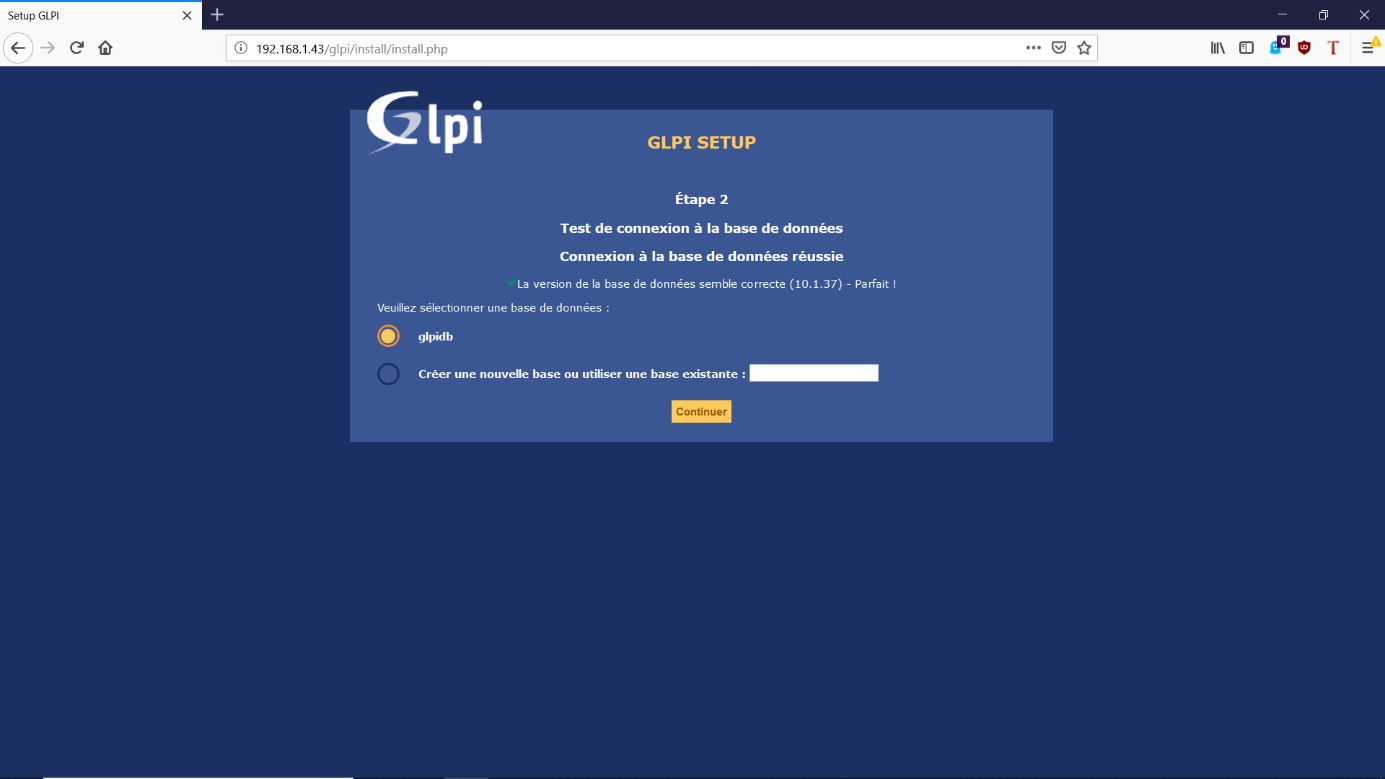 Setup GLPI
192.168.1.43/glpi/install/install.php
0
Glpi
GLPI SETUP
Étape 2
Test de connexion à la base de données
Connexion à la base de données réussie
La version de la base de données semble correcte (10.1.37) - Parfait !
Veuillez sélectionner une base de données :
glpidb
Créer une nouvelle base ou utiliser une base existante :
Continuer